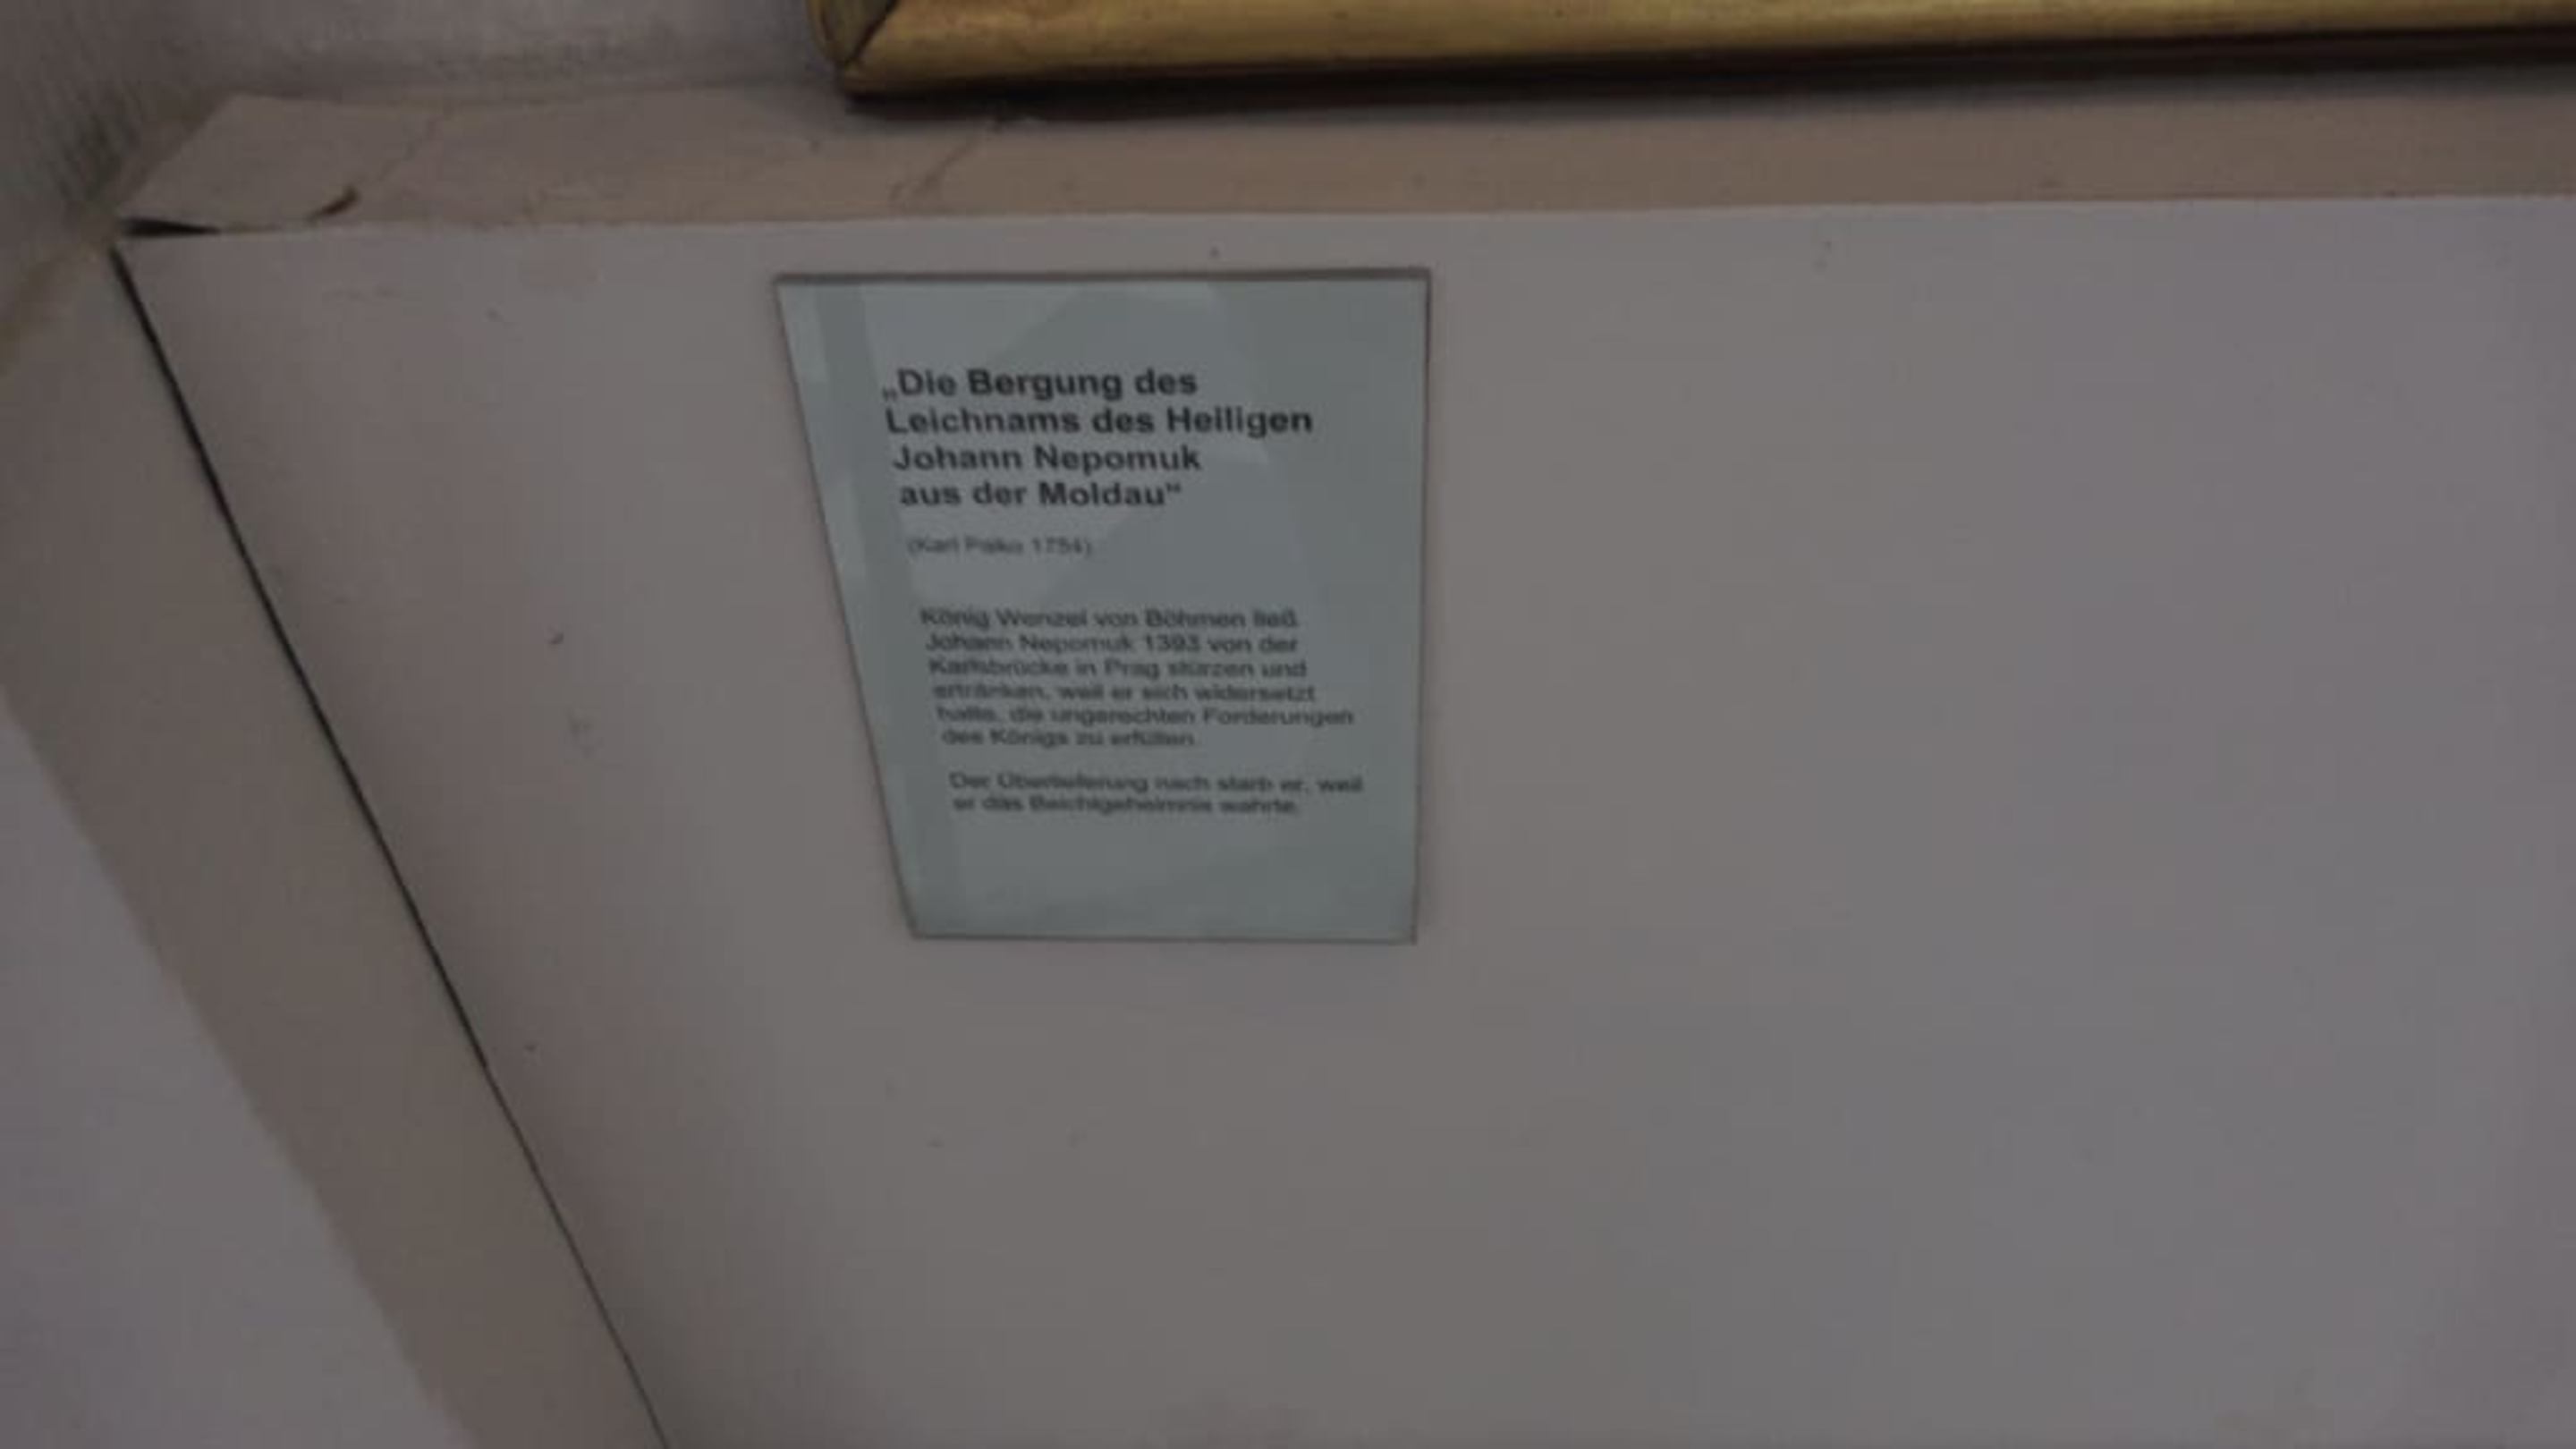 „Die Bergung des
Leichnams des Heiligen
Johann Nepomuk
aus der Moldau“
(Karl 1754)
König Wenzel von Böhmen ließ
Johann Nepomuk 1393 von der
Karlsbrücke in Prag stürzen und
ertränken, weil er sich widersetzt
hatte, die ungerechten Forderungen
des Königs zu erfüllen.
Der Überlieferung nach starb er, weil
er das Beichtgeheimnis wahrte.